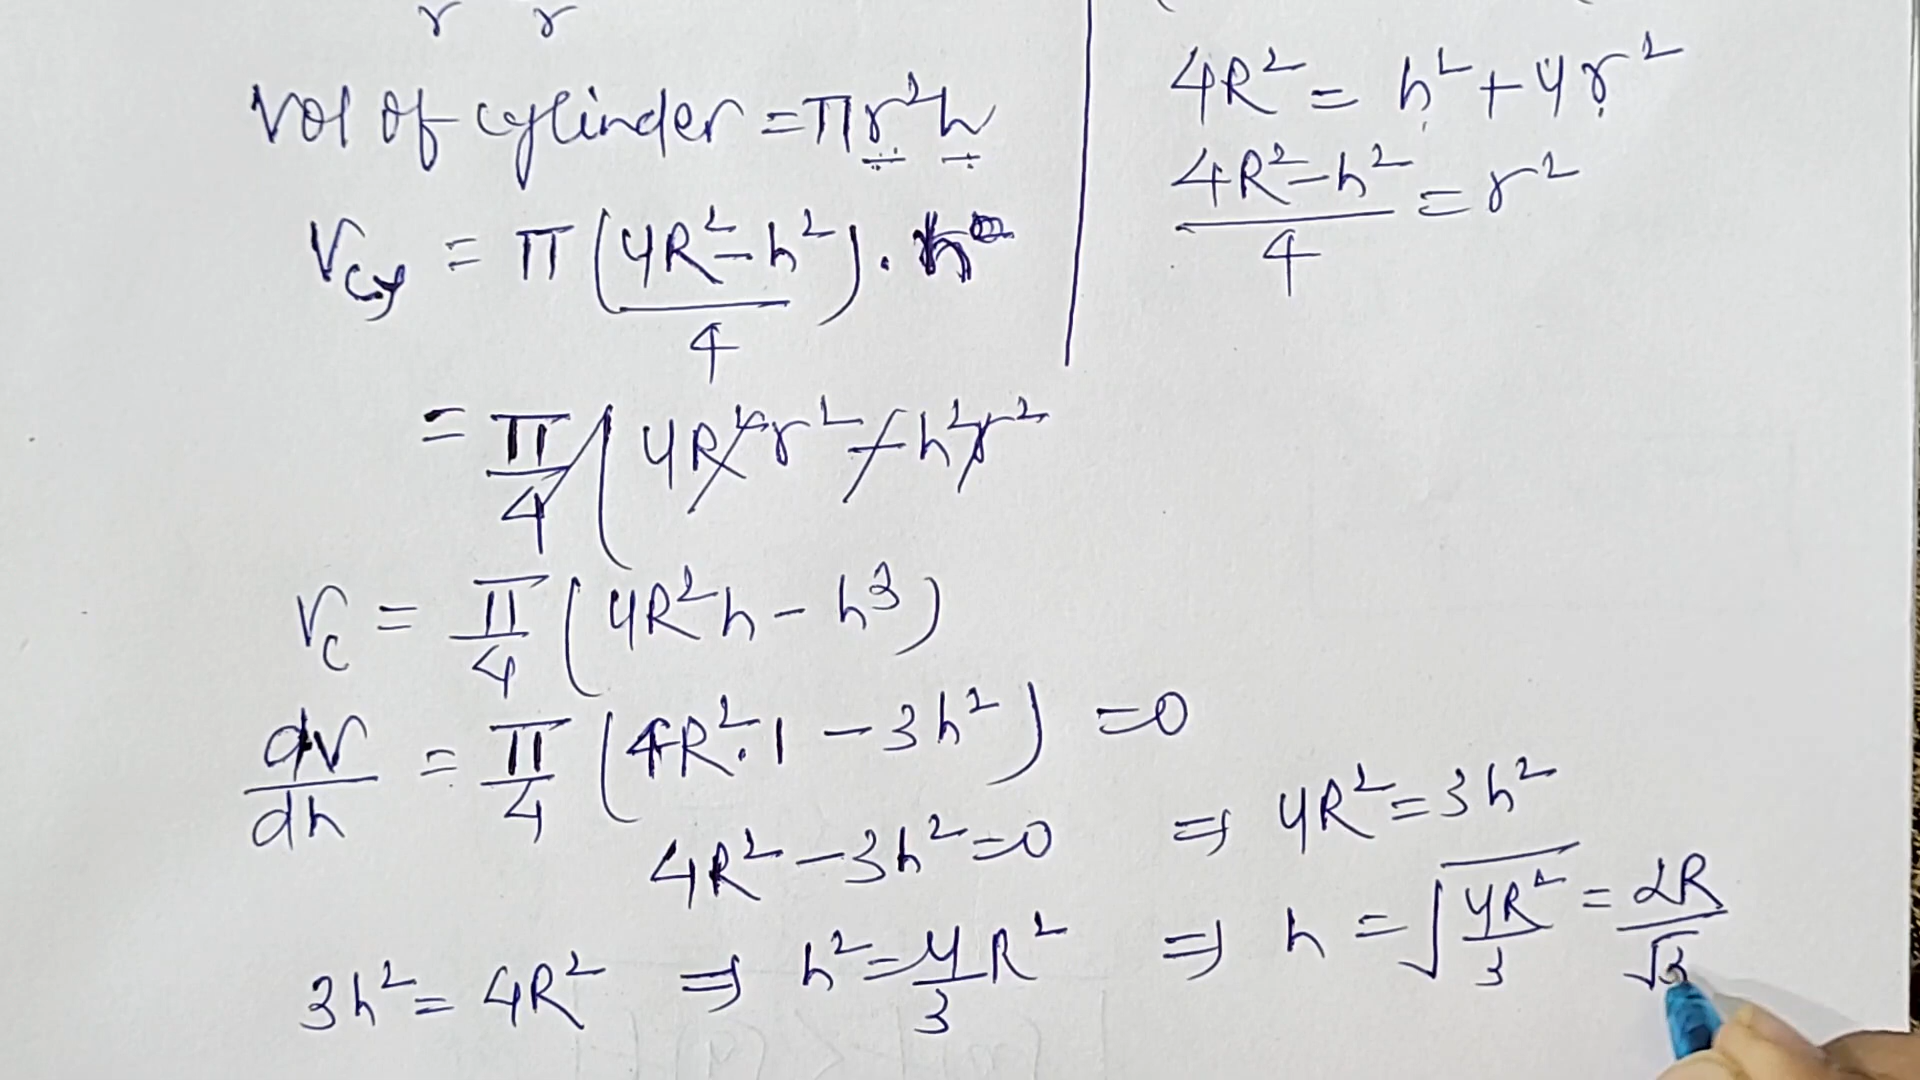 r r
Vol of cylinder = πr²h
V_cy = π((4R² - h²)/4) . h
= π/4 (4R²r² - h²r²
V_c = π/4 (4R²h - h³)
dv/dh = π/4 (4R².1 - 3h²) = 0
4R² - 3h² = 0 ⇒ 4R² = 3h²
3h² = 4R² ⇒ h² = 4/3 R² ⇒ h = √(4R²/3) = 2R/√3
4R² = h² + 4r²
(4R² - h²)/4 = r²